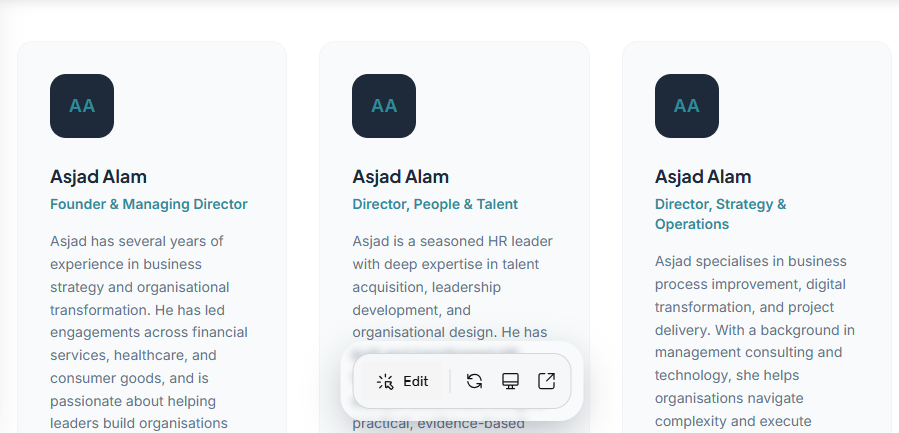 AA
Asjad Alam
Founder & Managing Director
Asjad has several years of
experience in business
strategy and organisational
transformation. He has led
engagements across financial
services, healthcare, and
consumer goods, and is
passionate about helping
leaders build organisations
AA
Asjad Alam
Director, People & Talent
Asjad is a seasoned HR leader
with deep expertise in talent
acquisition, leadership
development, and
organisational design. He has
practical, evidence-based
AA
Asjad Alam
Director, Strategy &
Operations
Asjad specialises in business
process improvement, digital
transformation, and project
delivery. With a background in
management consulting and
technology, she helps
organisations navigate
complexity and execute
Edit